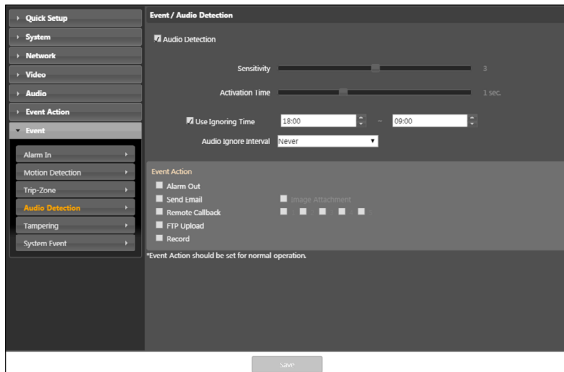 Quick Setup
System
Network
Video
Audio
Event Action
Event
Alarm In
Motion Detection
Trip-Zone
Audio Detection
Tampering
System Event
Event / Audio Detection
Audio Detection
Sensitivity 3
Activation Time 1 sec.
Use Ignoring Time 18:00 ~ 09:00
Audio Ignore Interval Never
Event Action
Alarm Out
Send Email Image Attachment
Remote Callback
FTP Upload
Record
*Event Action should be set for normal operation.
Save